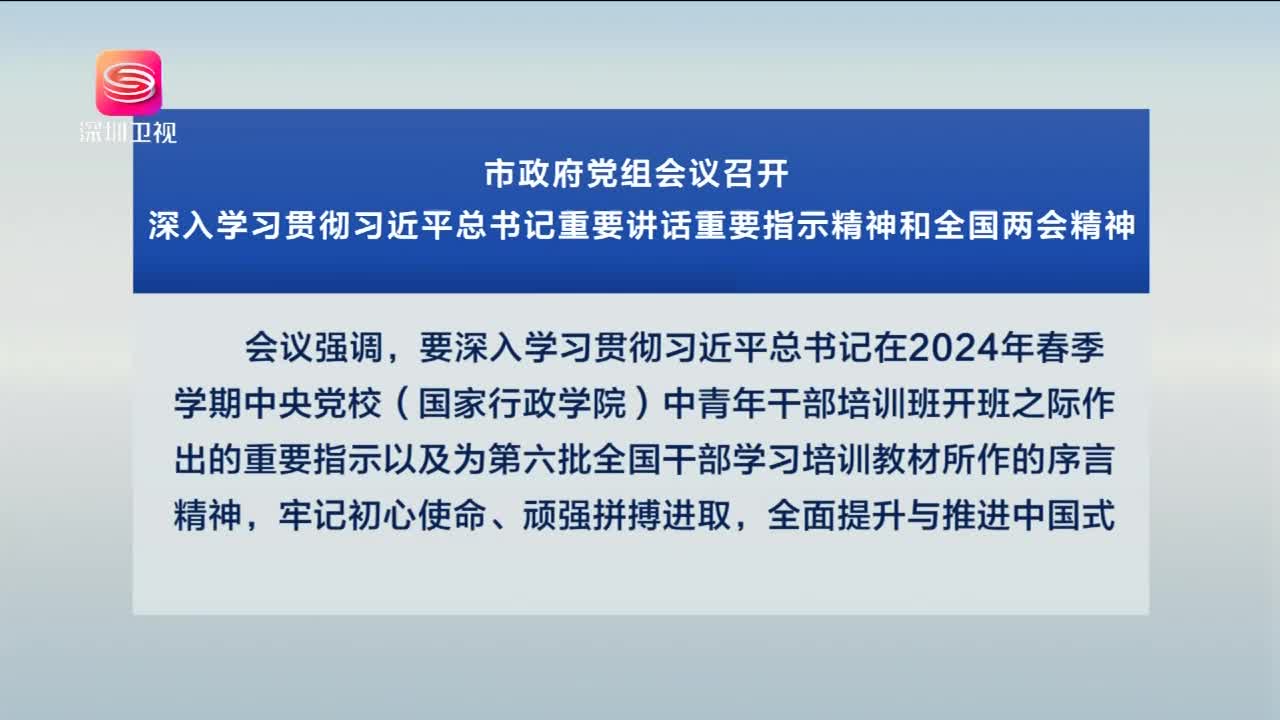 深圳卫视
市政府党组会议召开
深入学习贯彻习近平总书记重要讲话重要指示精神和全国两会精神
会议强调，要深入学习贯彻习近平总书记在2024年春季
学期中央党校（国家行政学院）中青年干部培训班开班之际作
出的重要指示以及为第六批全国干部学习培训教材所作的序言
精神，牢记初心使命、顽强拼搏进取，全面提升与推进中国式